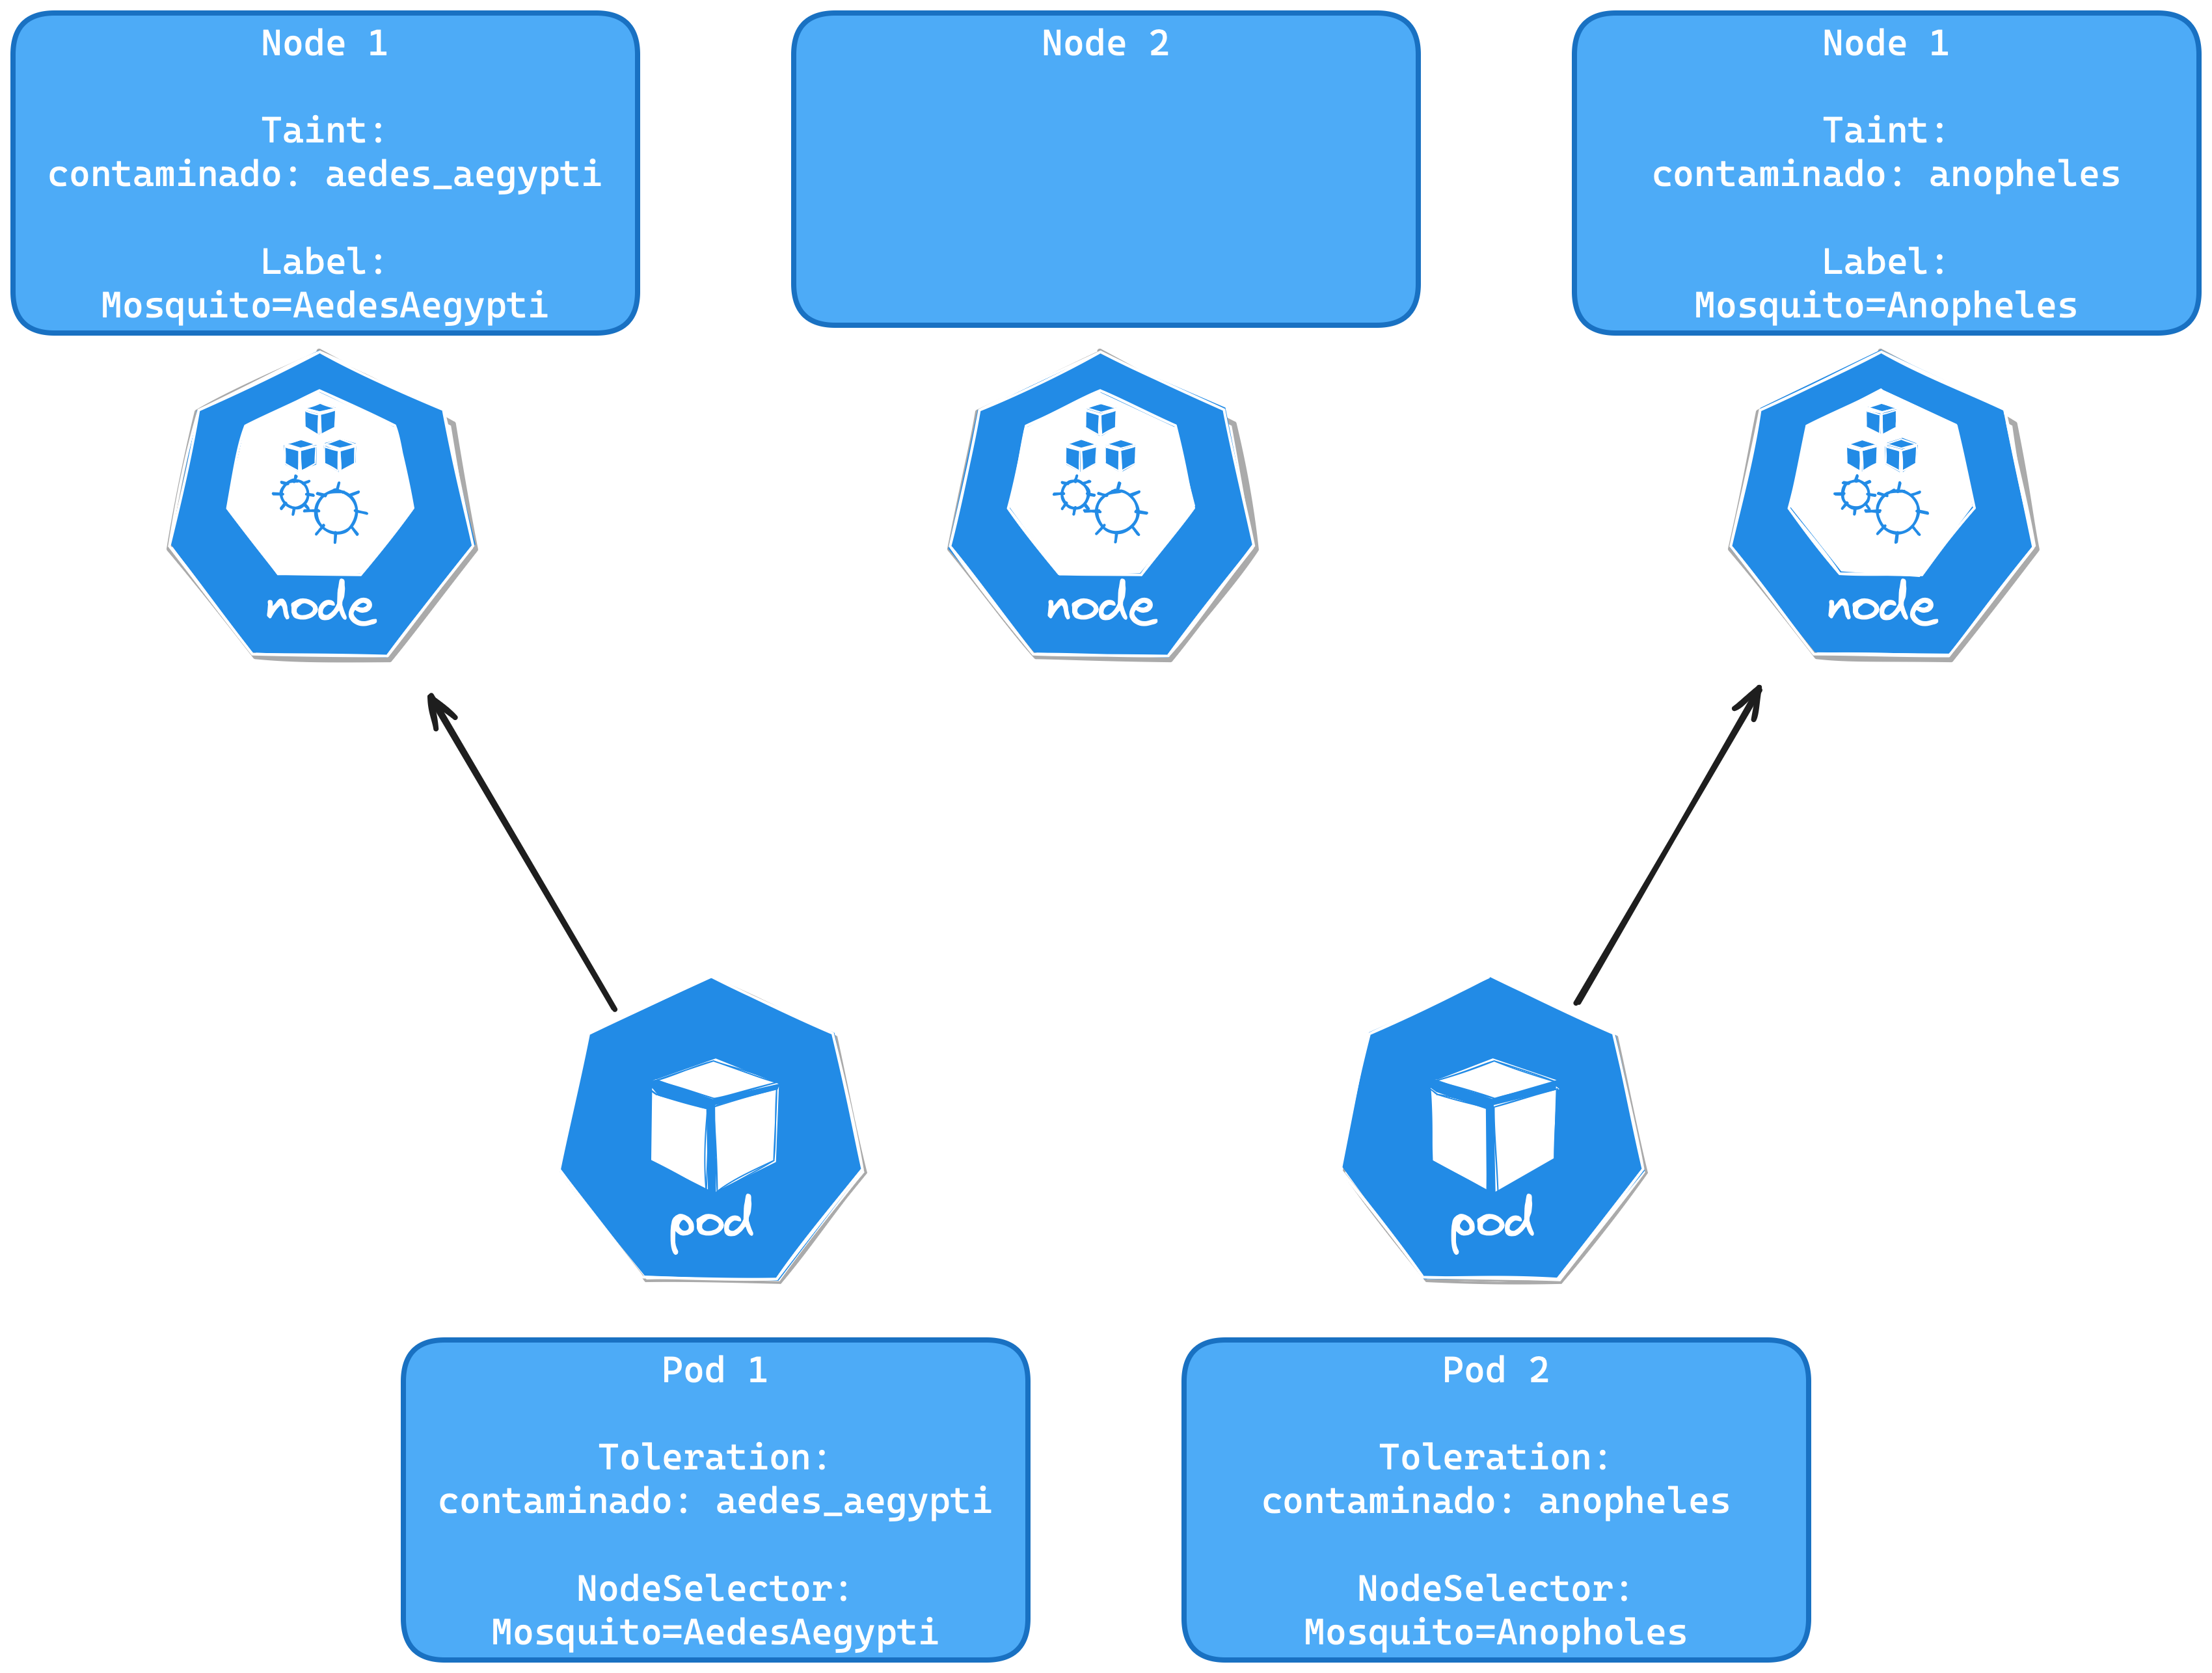 Node 1
Taint:
contaminado: aedes_aegypti
Label:
Mosquito=AedesAegypti
Node 2
Node 1
Taint:
contaminado: anopheles
Label:
Mosquito=Anopheles
node
node
node
pod
pod
Pod 1
Toleration:
contaminado: aedes_aegypti
NodeSelector:
Mosquito=AedesAegypti
Pod 2
Toleration:
contaminado: anopheles
NodeSelector:
Mosquito=Anopholes